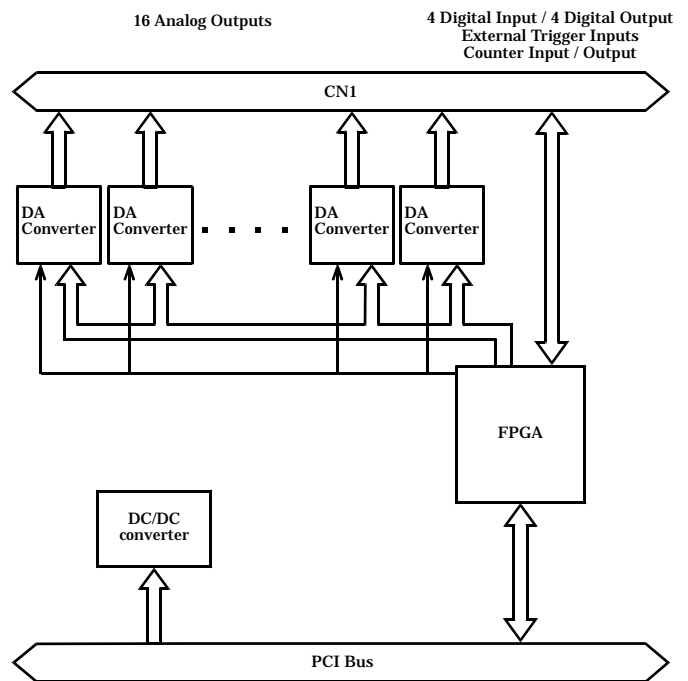 16 Analog Outputs
4 Digital Input / 4 Digital Output
External Trigger Inputs
Counter Input / Output
CN1
DA
Converter
DA
Converter
DA
Converter
DA
Converter
FPGA
DC/DC
converter
PCI Bus